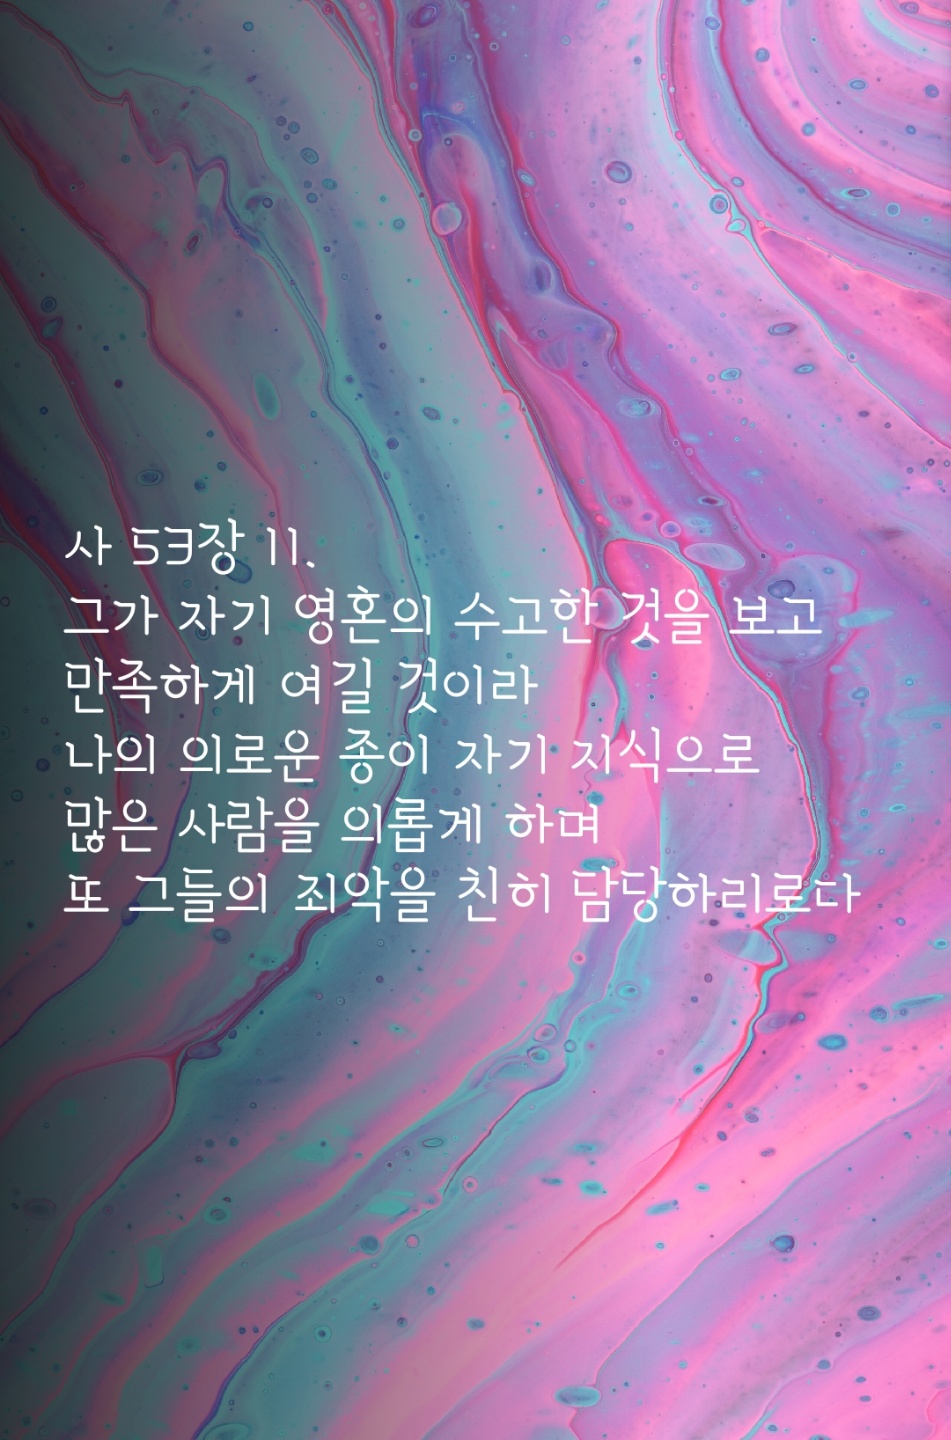 사 53장 11.
그가 자기 영혼의 수고한 것을 보고
만족하게 여길 것이라
나의 의로운 종이 자기 지식으로
많은 사람을 의롭게 하며
또 그들의 죄악을 친히 담당하리로다